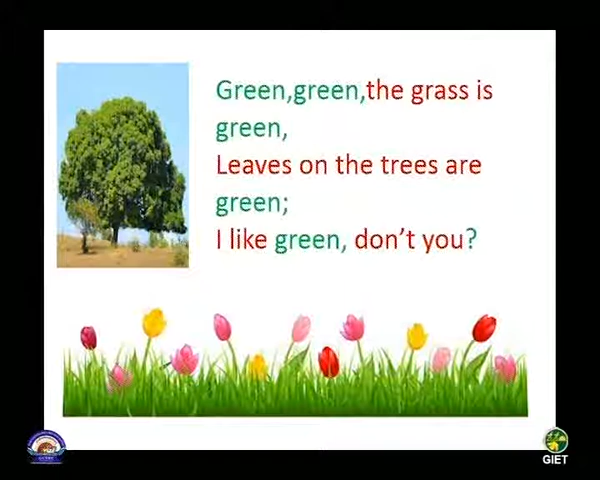 Green,green,the grass is
green,
Leaves on the trees are
green;
I like green, don't you?
GIET